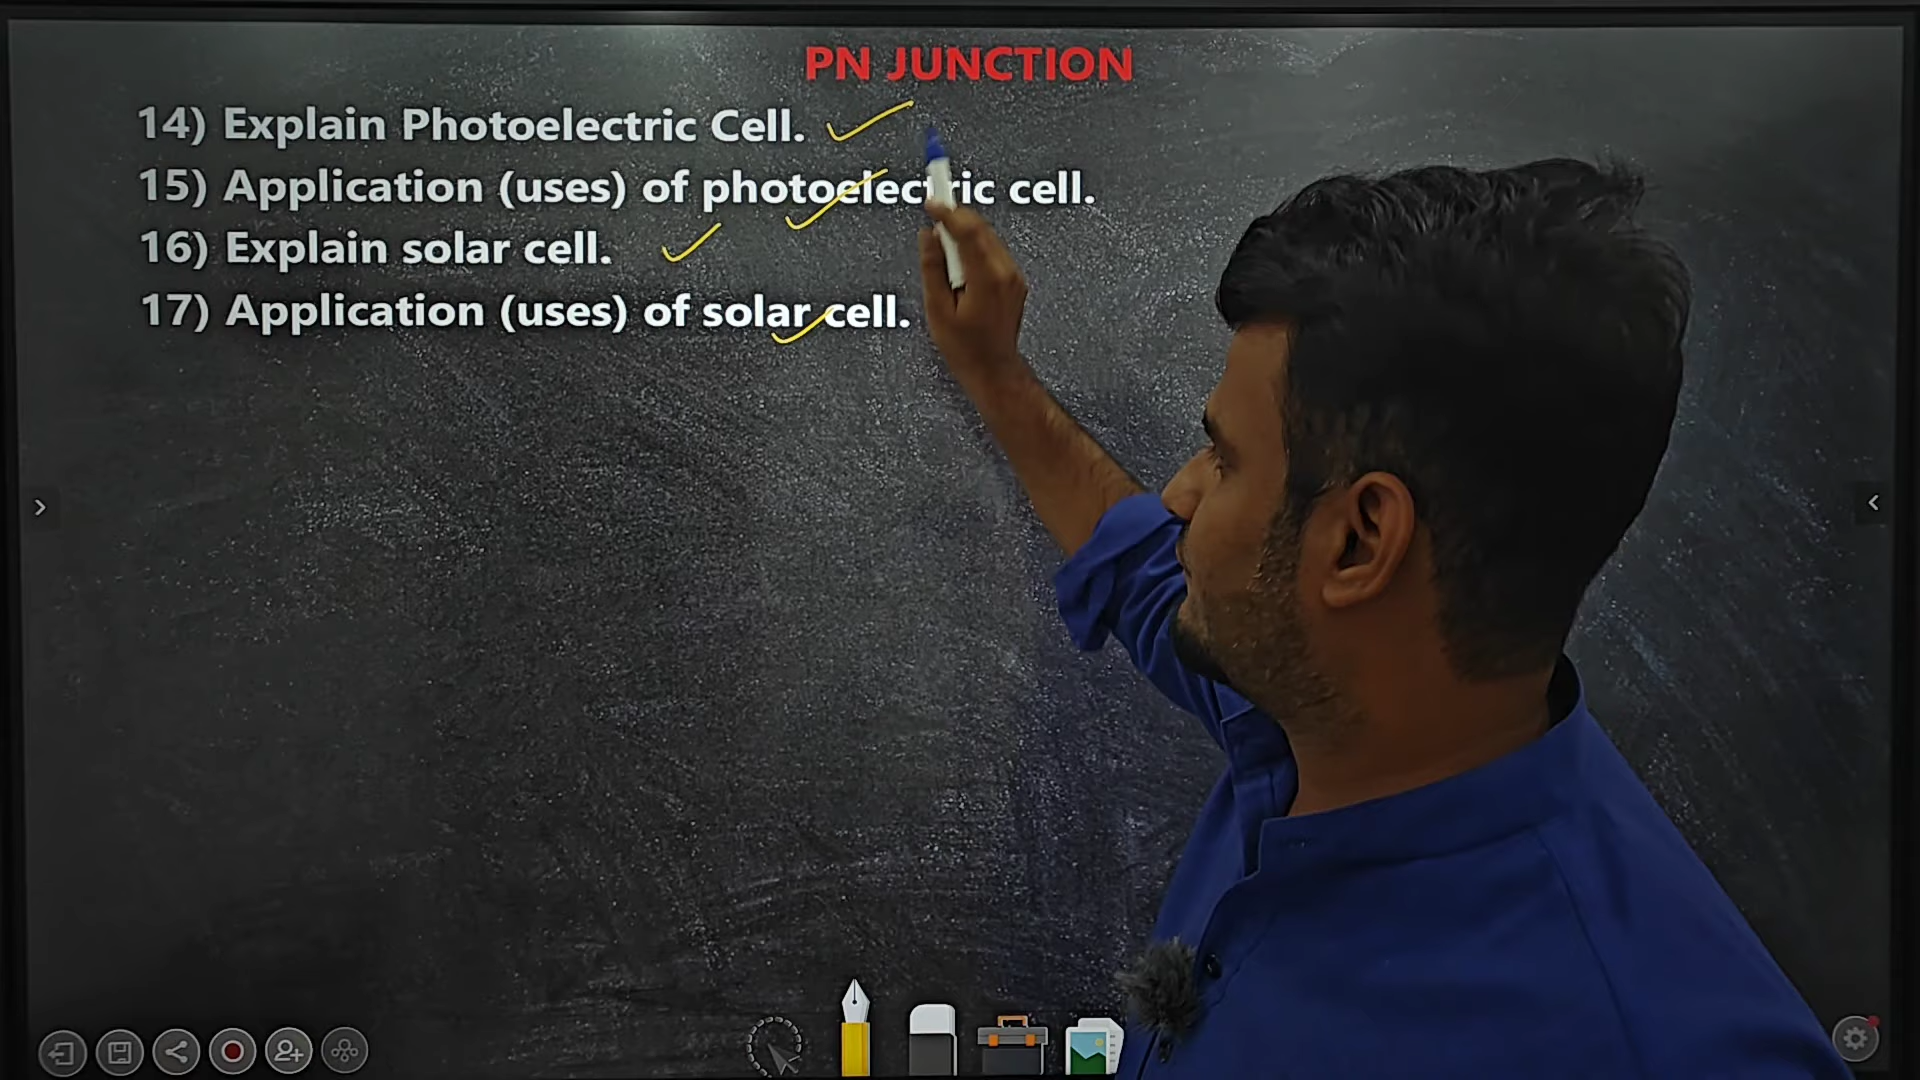 PN JUNCTION
14) Explain Photoelectric Cell.
15) Application (uses) of photoelectric cell.
16) Explain solar cell.
17) Application (uses) of solar cell.